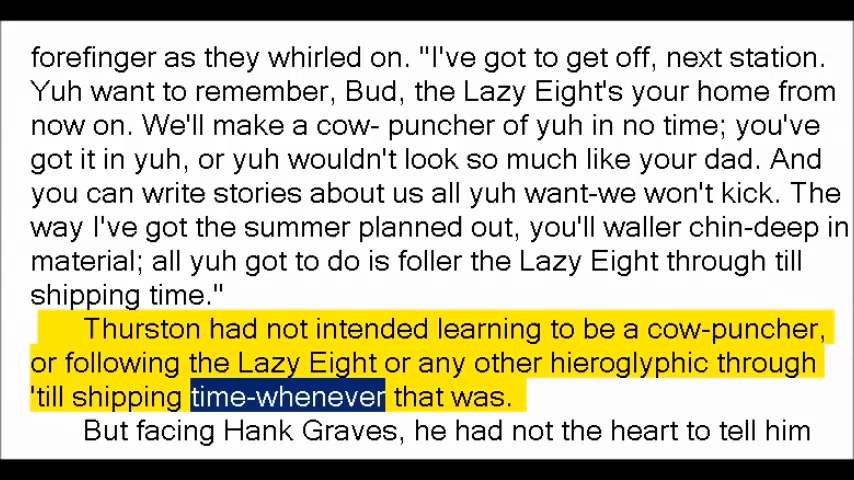 forefinger as they whirled on. "I've got to get off, next station.
Yuh want to remember, Bud, the Lazy Eight's your home from
now on. We'll make a cow- puncher of yuh in no time; you've
got it in yuh, or yuh wouldn't look so much like your dad. And
you can write stories about us all yuh want-we won't kick. The
way I've got the summer planned out, you'll waller chin-deep in
material; all yuh got to do is foller the Lazy Eight through till
shipping time."
Thurston had not intended learning to be a cow-puncher,
or following the Lazy Eight or any other hieroglyphic through
'till shipping time-whenever that was.
But facing Hank Graves, he had not the heart to tell him